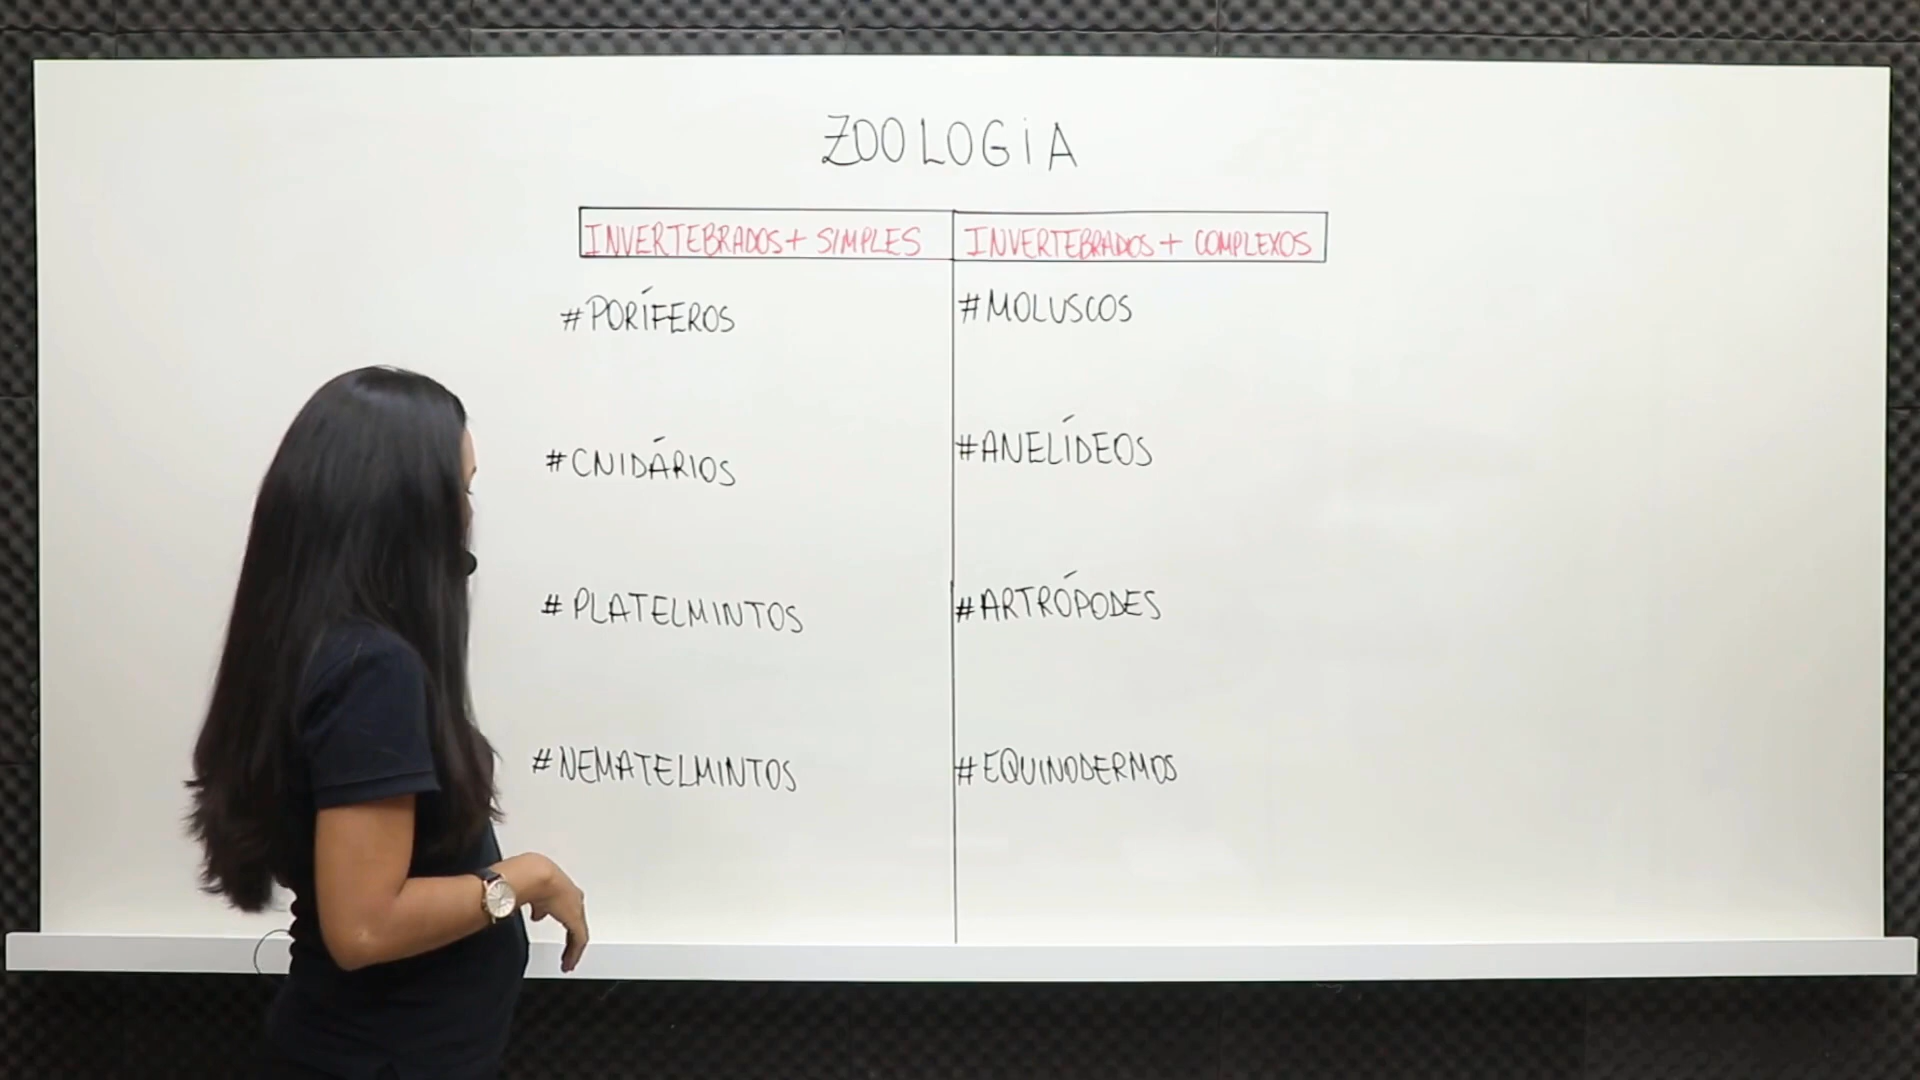 ZOOLOGIA
INVERTEBRADOS + SIMPLES
#PORÍFEROS
#CNIDÁRIOS
#PLATELMINTOS
#NEMATELMINTOS
INVERTEBRADOS + COMPLEXOS
#MOLUSCOS
#ANELÍDEOS
#ARTRÓPODES
#EQUINODERMOS